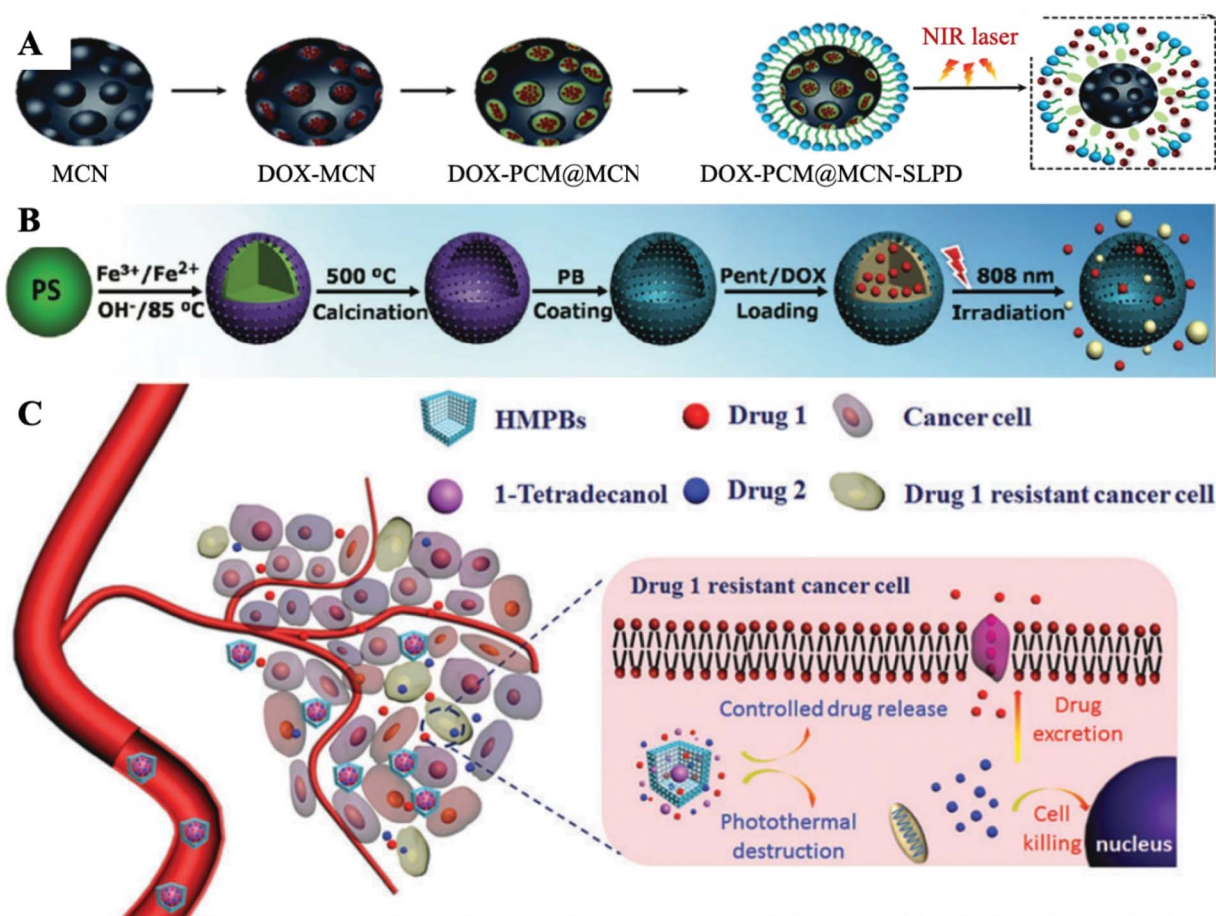 A
NIR laser
MCN
DOX-MCN
DOX-PCM@MCN
DOX-PCM@MCN-SLPD
B
PS
Fe³⁺/Fe²⁺
OH⁻/85 ºC
500 ºC
Calcination
PB
Coating
Pent/DOX
Loading
808 nm
Irradiation
C
HMPBs
Drug 1
Cancer cell
1-Tetradecanol
Drug 2
Drug 1 resistant cancer cell
Drug 1 resistant cancer cell
Controlled drug release
Drug
excretion
Photothermal
destruction
Cell
killing
nucleus